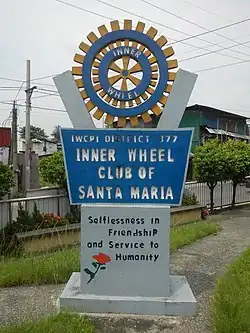 INNER
WHEEL
IWCPI DISTRICT 377
INNER WHEEL
CLUB OF
SANTA MARIA
Selflessness in
Friendship
and Service to
Humanity